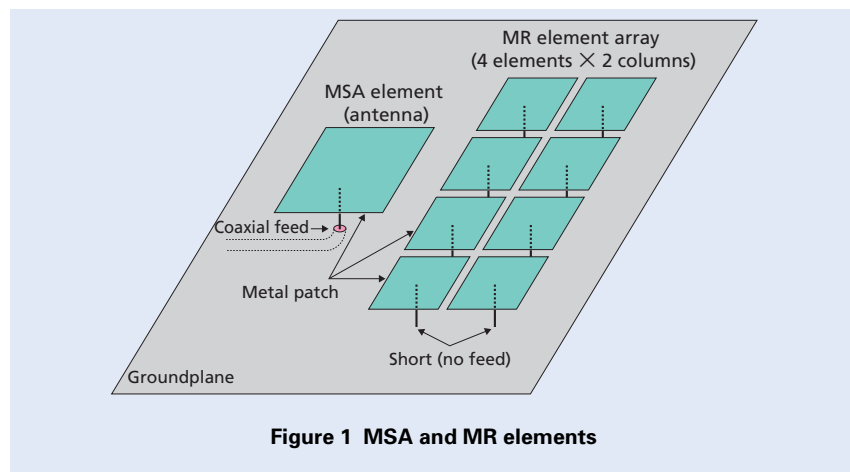 MR element array
(4 elements × 2 columns)
MSA element
(antenna)
Coaxial feed
Metal patch
Short (no feed)
Groundplane
Figure 1 MSA and MR elements